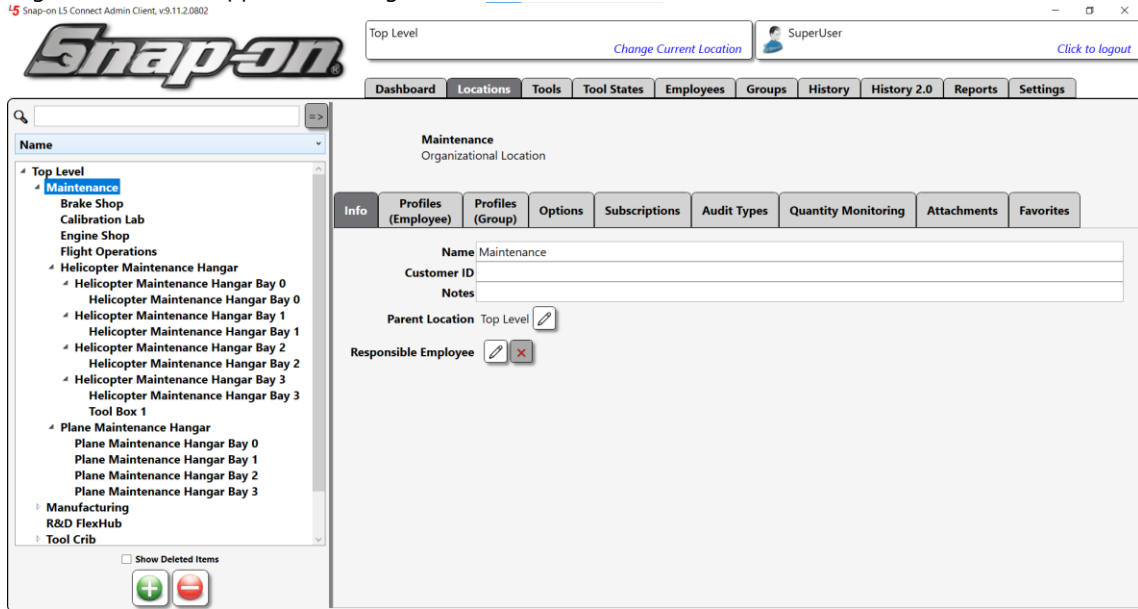 L5 Snap-on L5 Connect Admin Client, v:9.11.2.0802
Snap-on
Top Level
Change Current Location
SuperUser
Click to logout
Dashboard Locations Tools Tool States Employees Groups History History 2.0 Reports Settings
=>
Name
Top Level
Maintenance
Brake Shop
Calibration Lab
Engine Shop
Flight Operations
Helicopter Maintenance Hangar
Helicopter Maintenance Hangar Bay 0
Helicopter Maintenance Hangar Bay 0
Helicopter Maintenance Hangar Bay 1
Helicopter Maintenance Hangar Bay 1
Helicopter Maintenance Hangar Bay 2
Helicopter Maintenance Hangar Bay 2
Helicopter Maintenance Hangar Bay 3
Helicopter Maintenance Hangar Bay 3
Tool Box 1
Plane Maintenance Hangar
Plane Maintenance Hangar Bay 0
Plane Maintenance Hangar Bay 1
Plane Maintenance Hangar Bay 2
Plane Maintenance Hangar Bay 3
Manufacturing
R&D FlexHub
Tool Crib
Show Deleted Items
Maintenance
Organizational Location
Info Profiles (Employee) Profiles (Group) Options Subscriptions Audit Types Quantity Monitoring Attachments Favorites
Name Maintenance
Customer ID
Notes
Parent Location Top Level
Responsible Employee